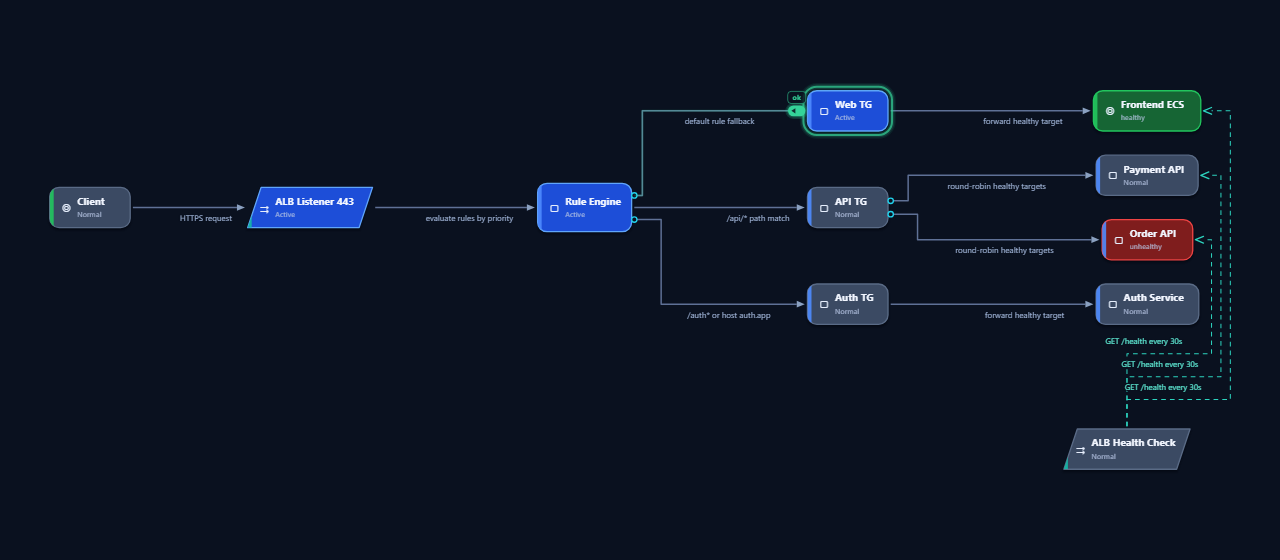 ok
Web TG
Active
default rule fallback
forward healthy target
Frontend ECS
healthy
Payment API
Normal
round-robin healthy targets
Client
Normal
HTTPS request
ALB Listener 443
Active
evaluate rules by priority
Rule Engine
Active
/api/* path match
API TG
Normal
Order API
unhealthy
round-robin healthy targets
/auth* or host auth.app
Auth TG
Normal
forward healthy target
Auth Service
Normal
GET /health every 30s
GET /health every 30s
GET /health every 30s
ALB Health Check
Normal